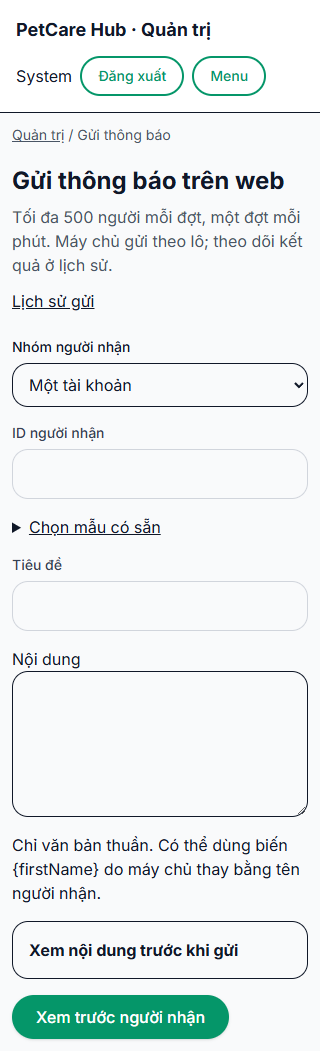 PetCare Hub · Quản trị
System
Đăng xuất
Menu
Quản trị / Gửi thông báo
Gửi thông báo trên web
Tối đa 500 người mỗi đợt, một đợt mỗi
phút. Máy chủ gửi theo lô; theo dõi kết
quả ở lịch sử.
Lịch sử gửi
Nhóm người nhận
Một tài khoản
ID người nhận
Chọn mẫu có sẵn
Tiêu đề
Nội dung
Chỉ văn bản thuần. Có thể dùng biến
{firstName} do máy chủ thay bằng tên
người nhận.
Xem nội dung trước khi gửi
Xem trước người nhận